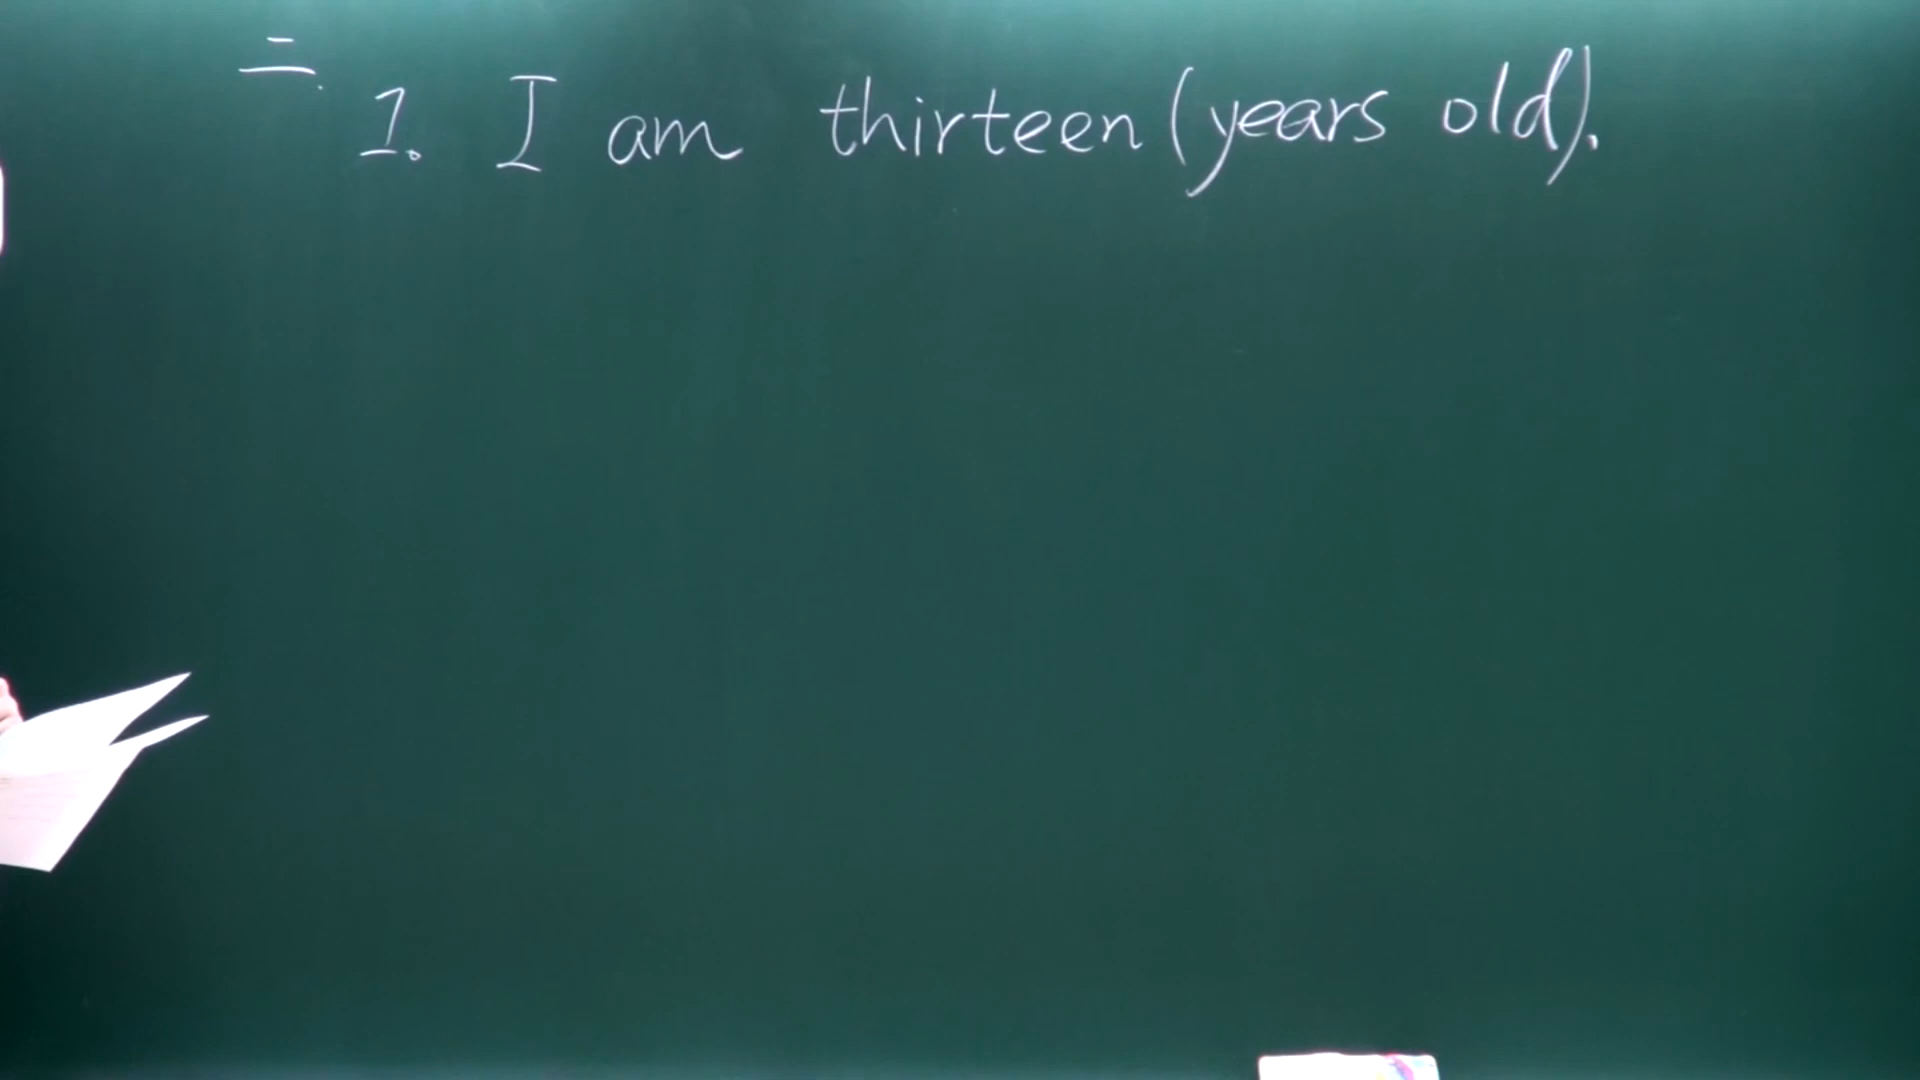 二.
1. I am thirteen (years old).